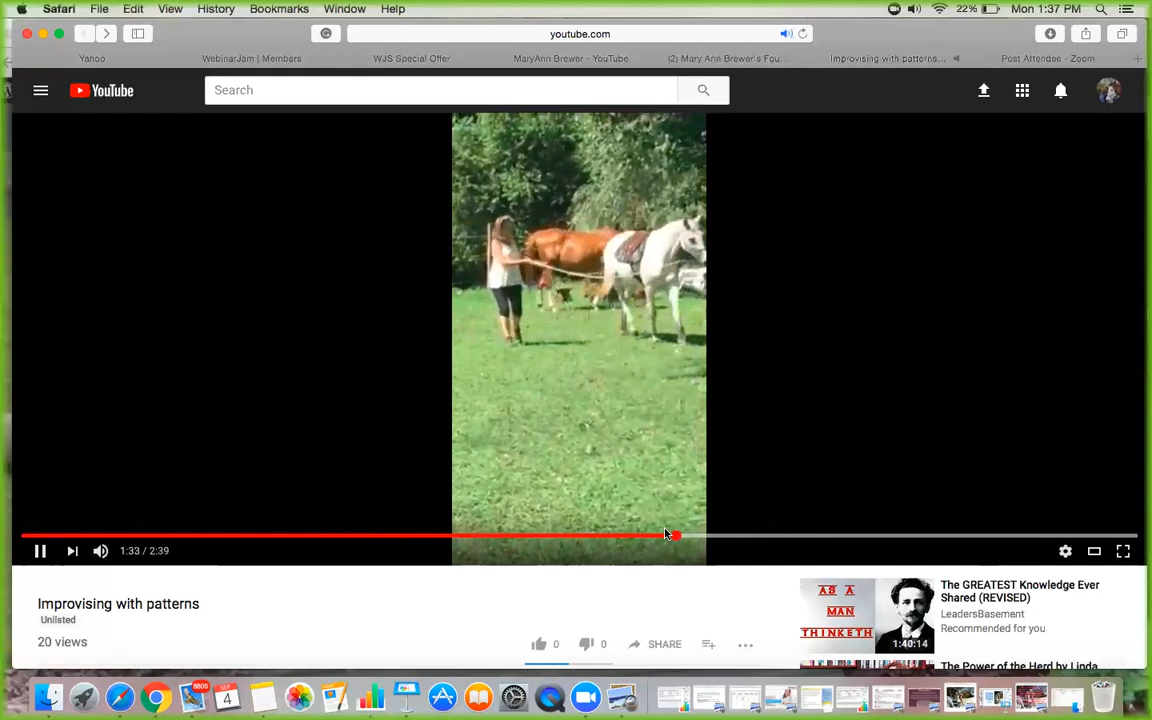 Safari File Edit View History Bookmarks Window Help 22% Mon 1:37 PM
youtube.com
Yahoo WebinarJam | Members WJS Special Offer MaryAnn Brewer - YouTube (2) Mary Ann Brewer's Fou... Improvising with patterns... Post Attendee - Zoom
YouTube Search
1:33 / 2:39
Improvising with patterns
Unlisted
20 views
0 0 SHARE
AS A
MAN
THINKETH
1:40:14
The GREATEST Knowledge Ever
Shared (REVISED)
LeadersBasement
Recommended for you
The Power of the Herd by Linda
8805
SEP
4